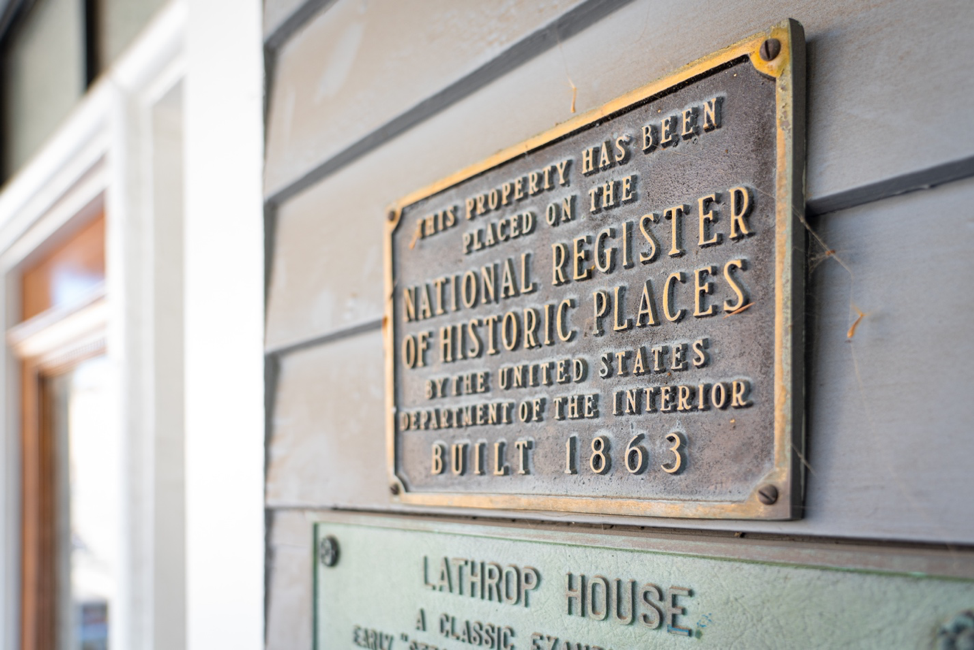 THIS PROPERTY HAS BEEN
PLACED ON THE
NATIONAL REGISTER
OF HISTORIC PLACES
BY THE UNITED STATES
DEPARTMENT OF THE INTERIOR
BUILT 1863
LATHROP HOUSE
A CLASSIC
EARLY